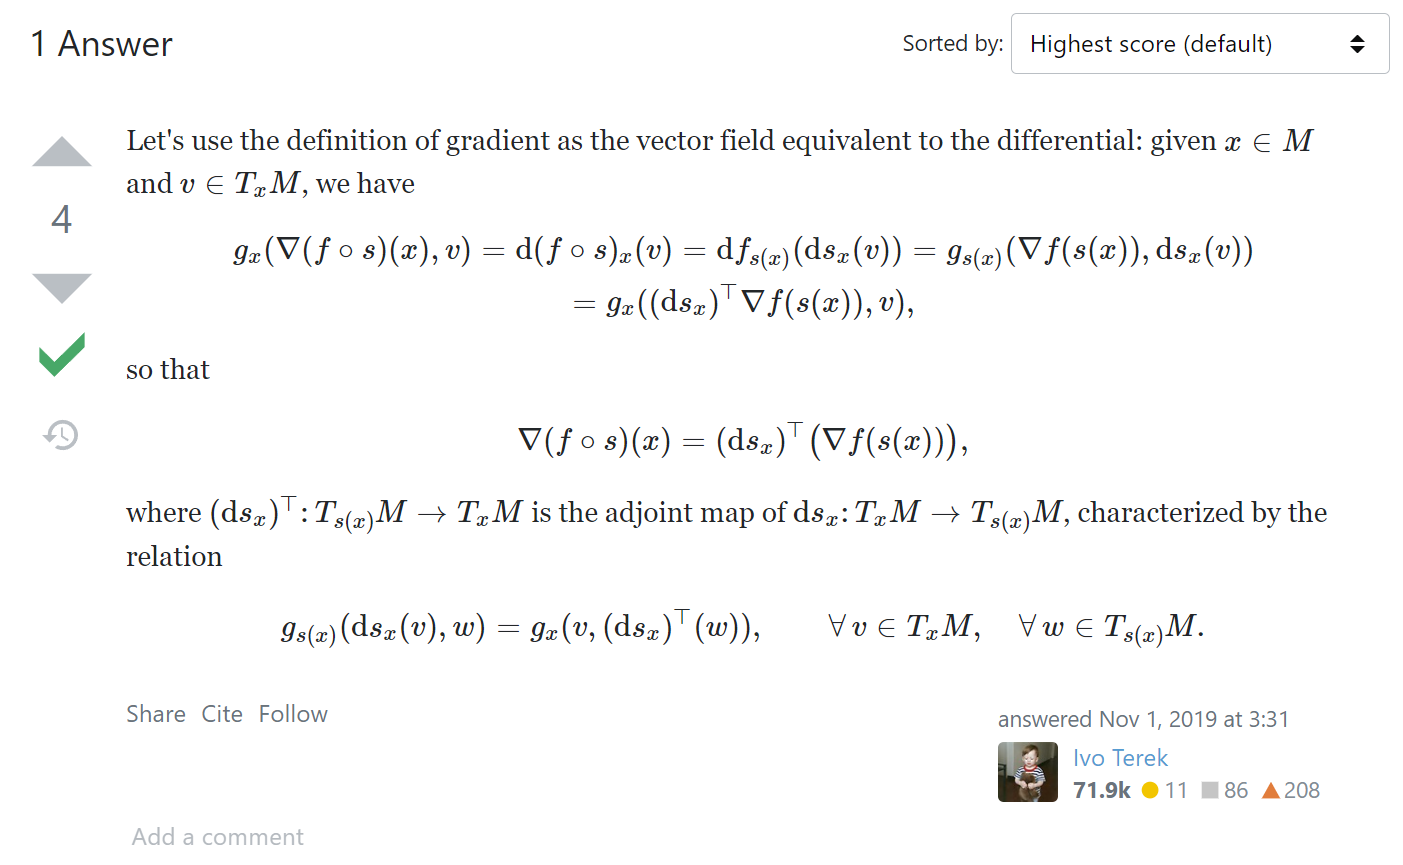 1 Answer
Sorted by: Highest score (default)
Let's use the definition of gradient as the vector field equivalent to the differential: given $x \in M$
and $v \in T_xM$, we have
$g_x(\nabla(f \circ s)(x), v) = \mathrm{d}(f \circ s)_x(v) = \mathrm{d}f_{s(x)}(\mathrm{d}s_x(v)) = g_{s(x)}(\nabla f(s(x)), \mathrm{d}s_x(v))$
$= g_x((\mathrm{d}s_x)^\top \nabla f(s(x)), v),$
4
so that
$\nabla(f \circ s)(x) = (\mathrm{d}s_x)^\top (\nabla f(s(x))),$
where $(\mathrm{d}s_x)^\top : T_{s(x)}M \to T_xM$ is the adjoint map of $\mathrm{d}s_x : T_xM \to T_{s(x)}M$, characterized by the
relation
$g_{s(x)}(\mathrm{d}s_x(v), w) = g_x(v, (\mathrm{d}s_x)^\top(w)), \quad \forall\, v \in T_xM, \quad \forall\, w \in T_{s(x)}M.$
Share Cite Follow
answered Nov 1, 2019 at 3:31
Ivo Terek
71.9k 11 86 208
Add a comment